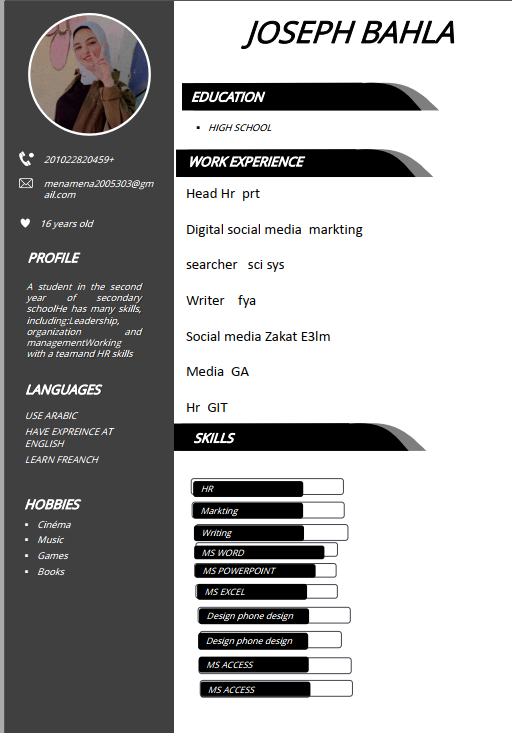 JOSEPH BAHLA
201022820459+
menamena2005303@gm
ail.com
16 years old
PROFILE
A student in the second
year of secondary
schoolHe has many skills,
including:Leadership,
organization and
managementWorking
with a teamand HR skills
LANGUAGES
USE ARABIC
HAVE EXPREINCE AT
ENGLISH
LEARN FREANCH
HOBBIES
▪ Cinéma
▪ Music
▪ Games
▪ Books
EDUCATION
▪ HIGH SCHOOL
WORK EXPERIENCE
Head Hr prt
Digital social media markting
searcher sci sys
Writer fya
Social media Zakat E3lm
Media GA
Hr GIT
SKILLS
HR
Markting
Writing
MS WORD
MS POWERPOINT
MS EXCEL
Design phone design
Design phone design
MS ACCESS
MS ACCESS